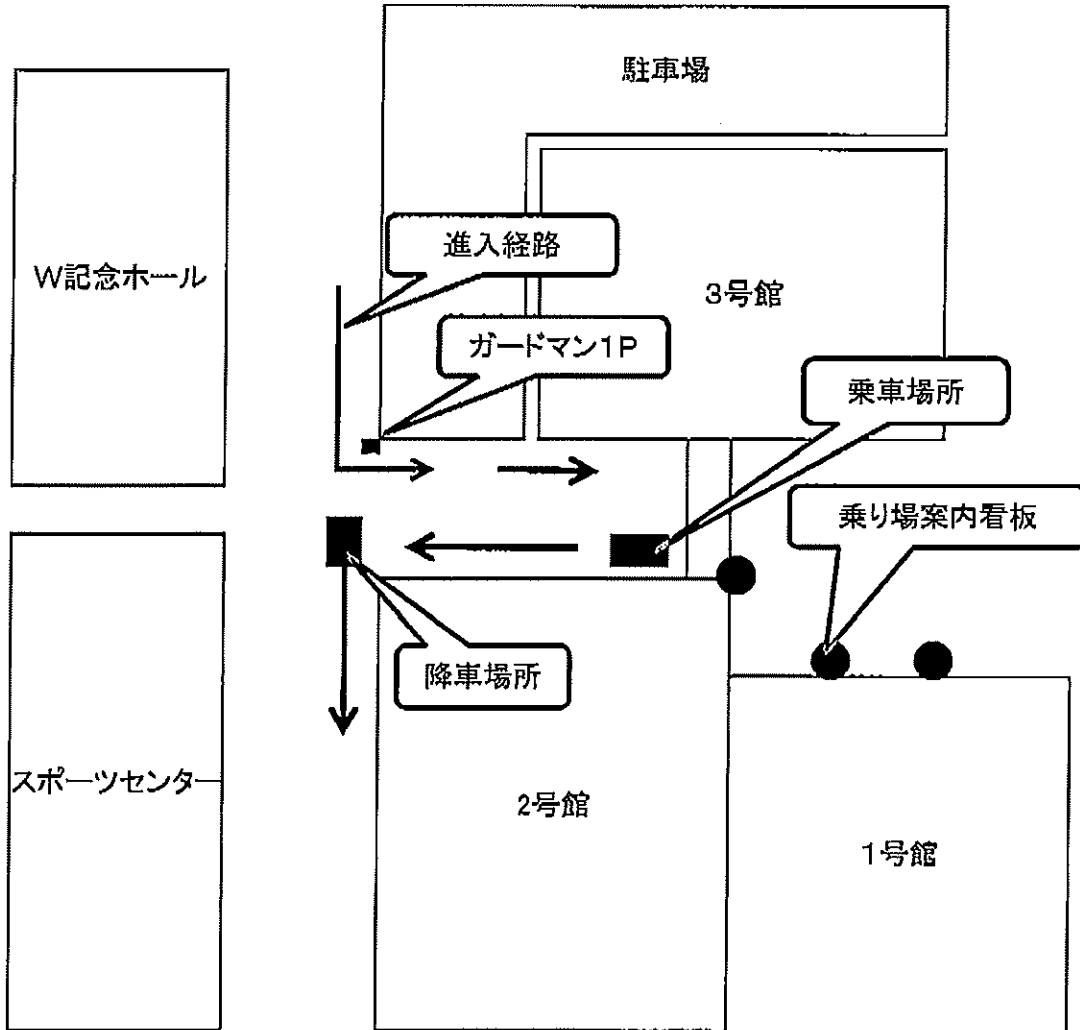 駐車場
進入経路
W記念ホール
3号館
ガードマン1P
乗車場所
乗り場案内看板
降車場所
スポーツセンター
2号館
1号館